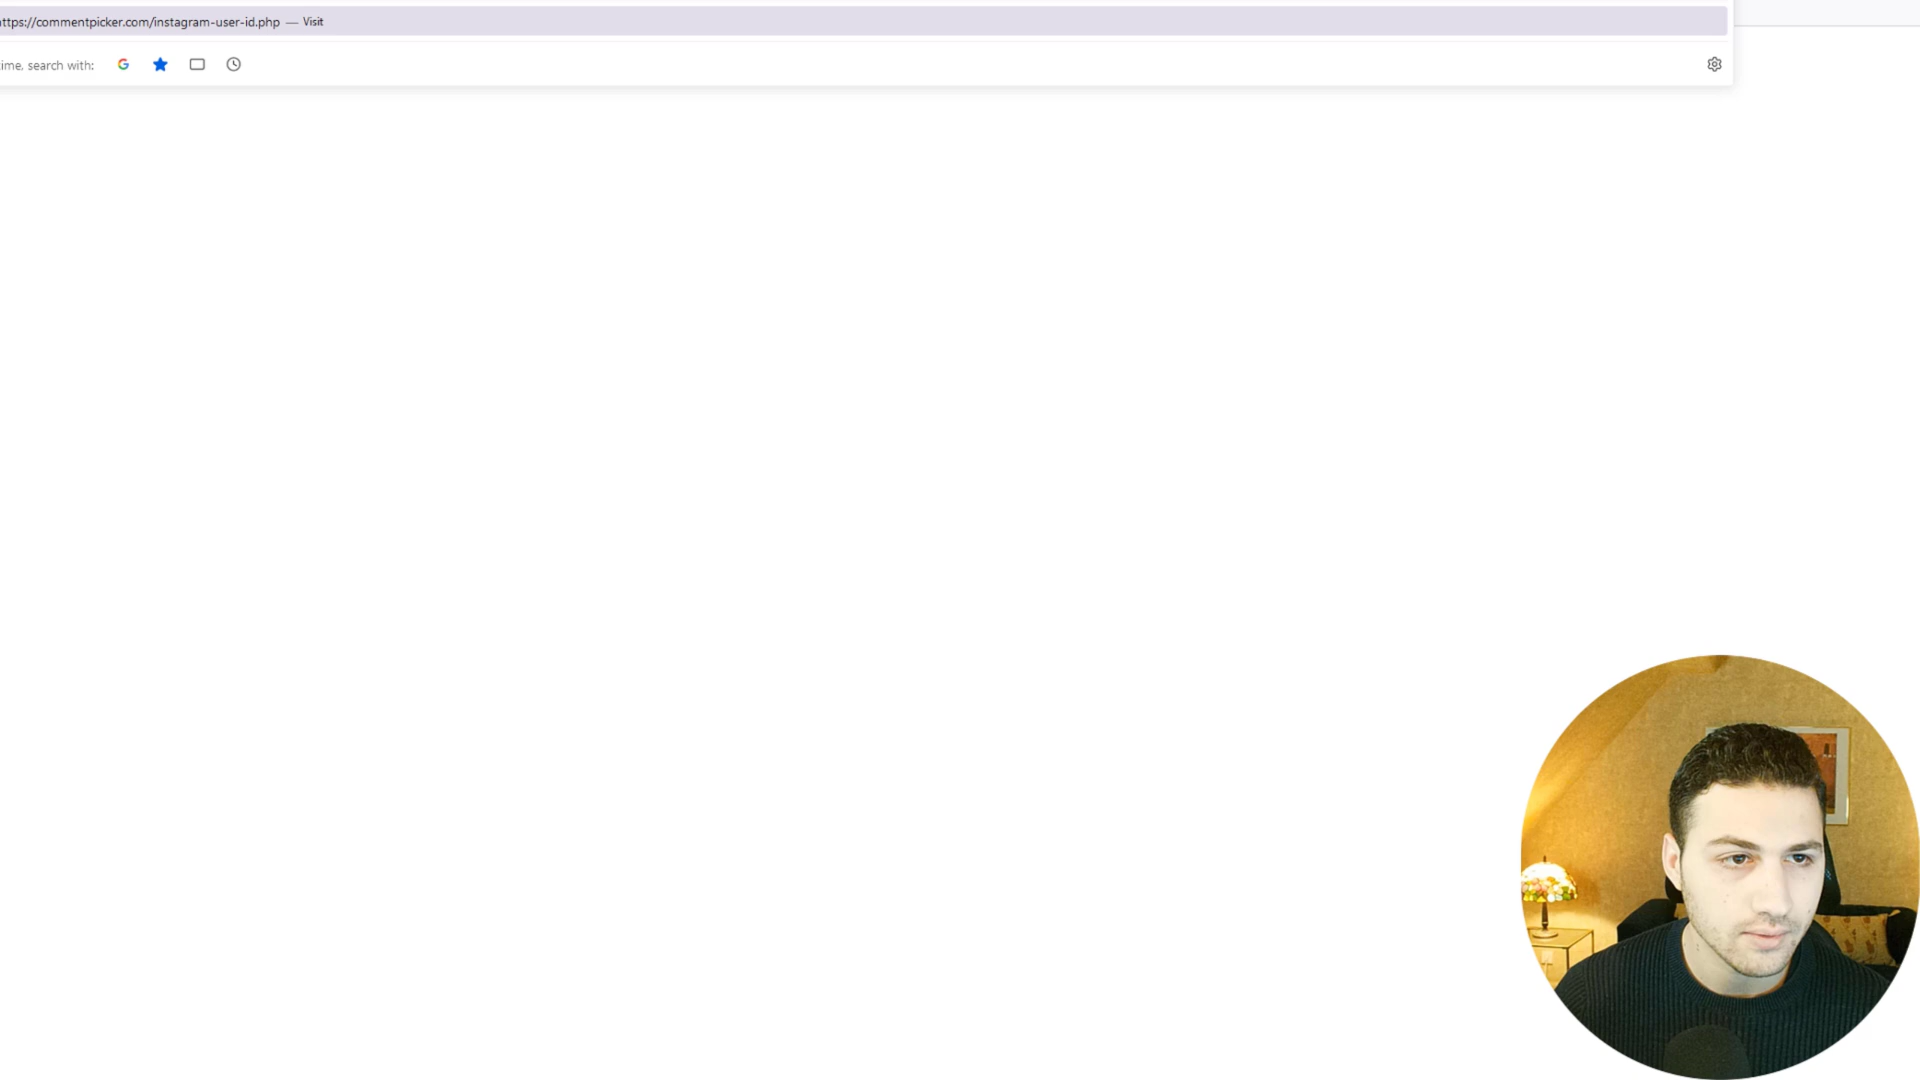 ttps://commentpicker.com/instagram-user-id.php — Visit
ime, search with: